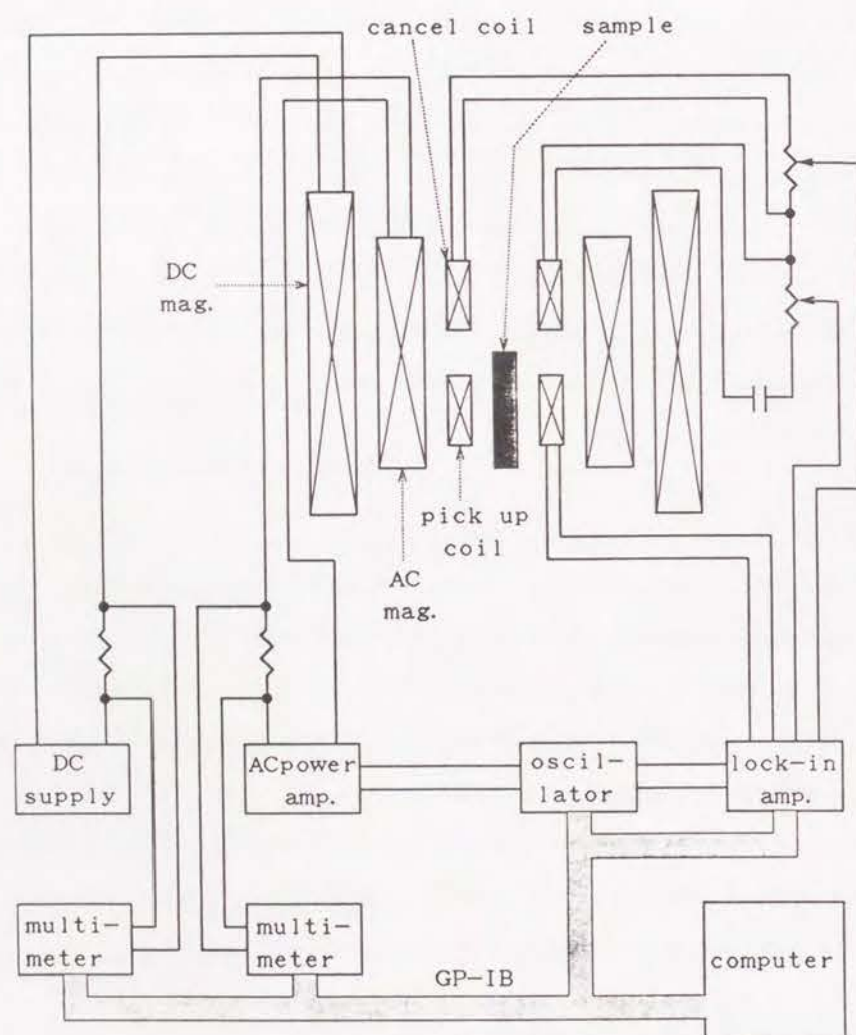 cancel coil
sample
DC
mag.
pick up
coil
AC
mag.
DC
supply
ACpower
amp.
oscil-
lator
lock-in
amp.
multi-
meter
multi-
meter
GP-IB
computer